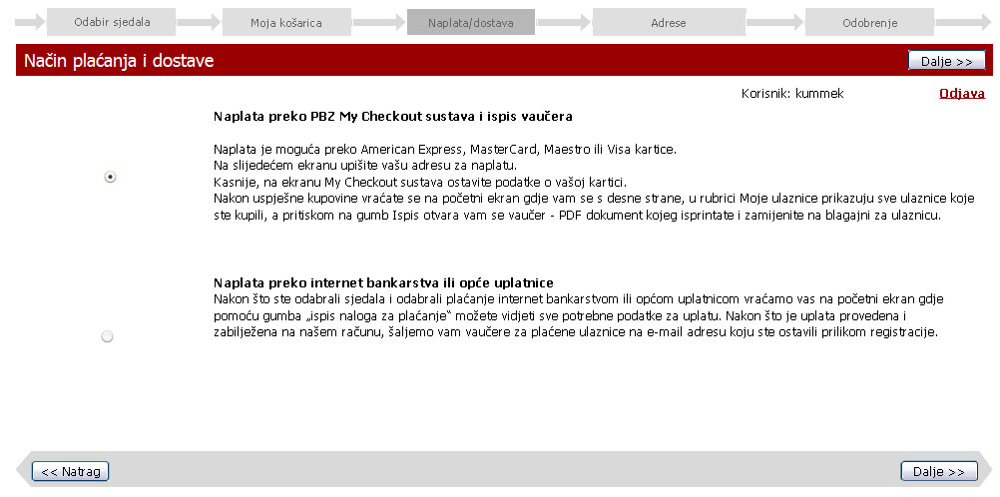 Odabir sjedala
Moja košarica
Naplata/dostava
Adrese
Odobrenje
Način plaćanja i dostave
Dalje >>
Korisnik: kummek
Odjava
Naplata preko PBZ My Checkout sustava i ispis vaučera
Naplata je moguća preko American Express, MasterCard, Maestro ili Visa kartice.
Na slijedećem ekranu upišite vašu adresu za naplatu.
Kasnije, na ekranu My Checkout sustava ostavite podatke o vašoj kartici.
Nakon uspješne kupovine vraćate se na početni ekran gdje vam se s desne strane, u rubrici Moje ulaznice prikazuju sve ulaznice koje
ste kupili, a pritiskom na gumb Ispis otvara vam se vaučer - PDF dokument kojeg isprintate i zamijenite na blagajni za ulaznicu.
Naplata preko internet bankarstva ili opće uplatnice
Nakon što ste odabrali sjedala i odabrali plaćanje internet bankarstvom ili općom uplatnicom vraćamo vas na početni ekran gdje
pomoću gumba „ispis naloga za plaćanje“ možete vidjeti sve potrebne podatke za uplatu. Nakon što je uplata provedena i
zabilježena na našem računu, šaljemo vam vaučere za plaćene ulaznice na e-mail adresu koju ste ostavili prilikom registracije.
<< Natrag
Dalje >>